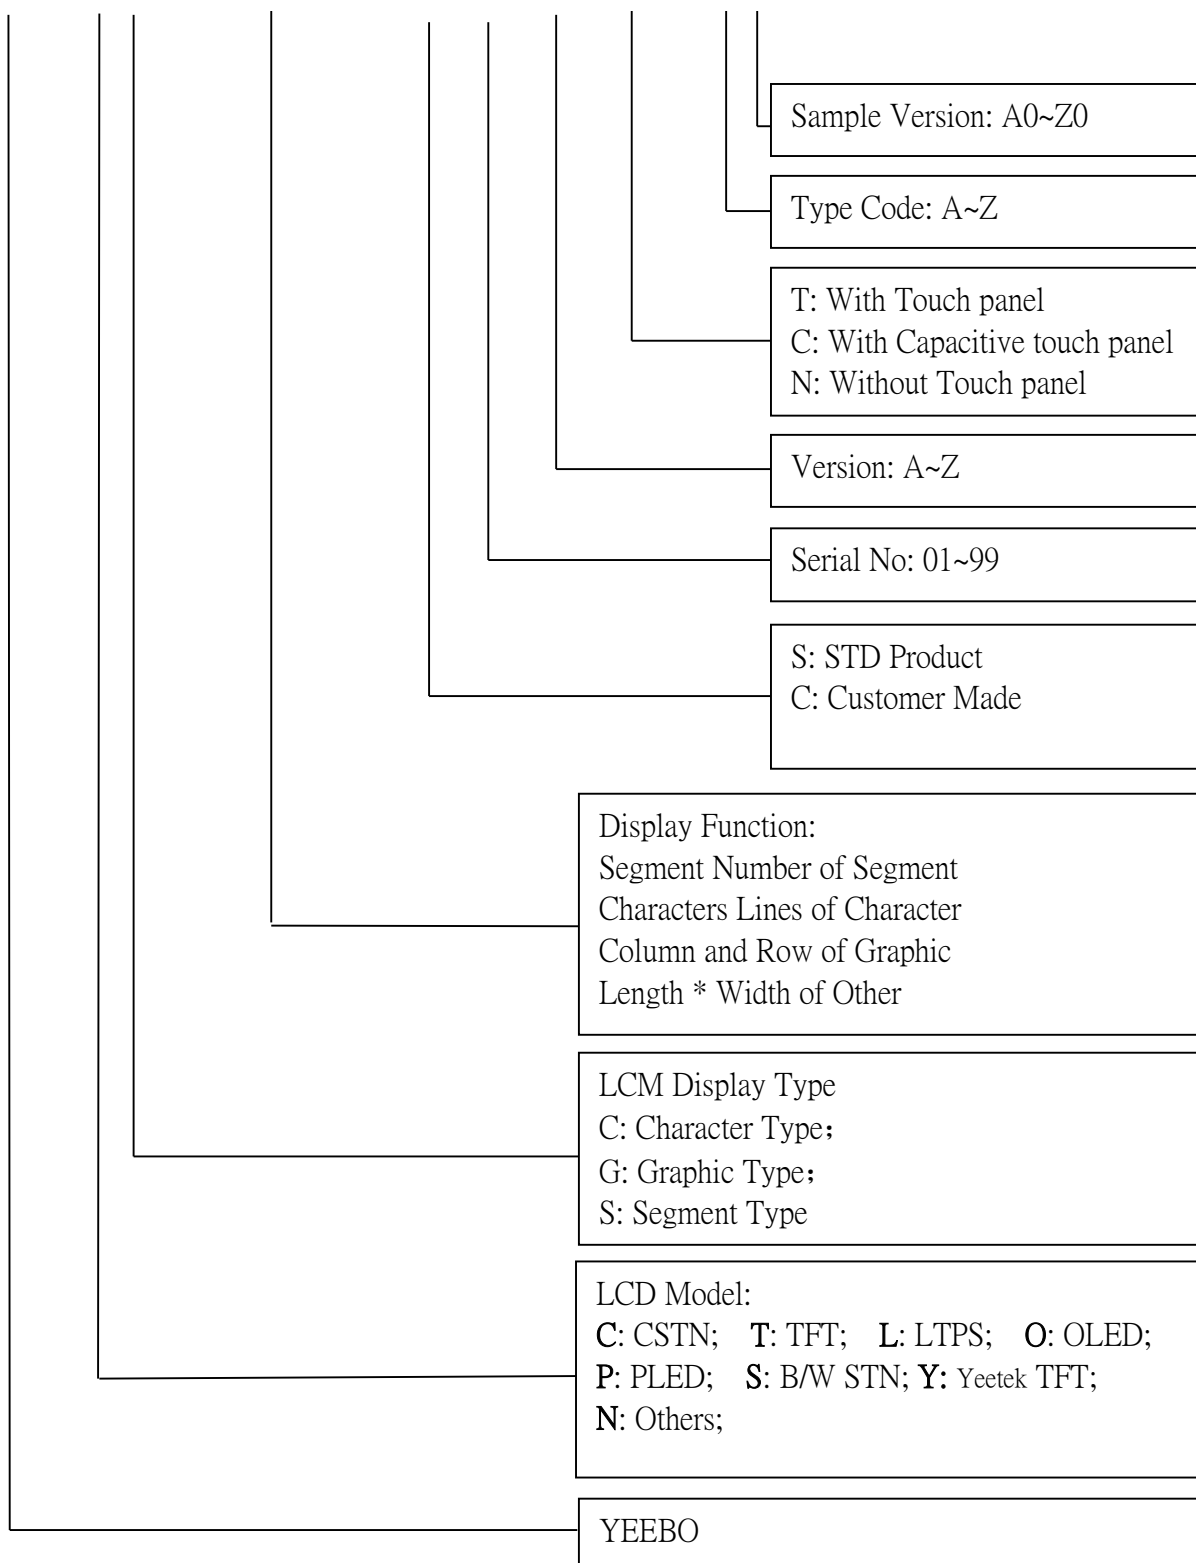 Sample Version: A0~Z0
Type Code: A~Z
T: With Touch panel
C: With Capacitive touch panel
N: Without Touch panel
Version: A~Z
Serial No: 01~99
S: STD Product
C: Customer Made
Display Function:
Segment Number of Segment
Characters Lines of Character
Column and Row of Graphic
Length * Width of Other
LCM Display Type
C: Character Type；
G: Graphic Type；
S: Segment Type
LCD Model:
C: CSTN; T: TFT; L: LTPS; O: OLED;
P: PLED; S: B/W STN; Y: Yeetek TFT;
N: Others;
YEEBO